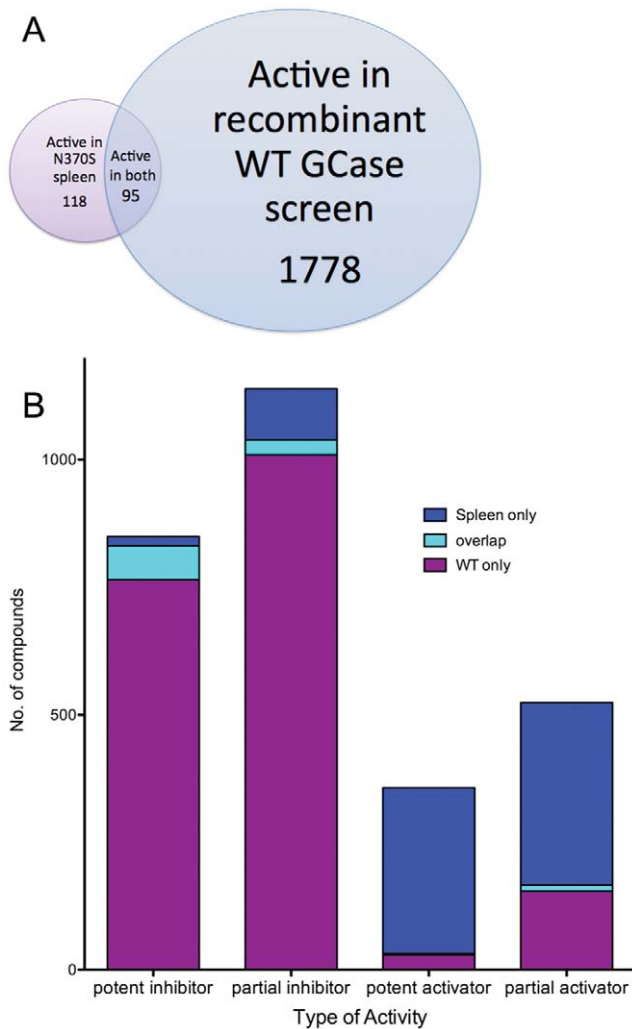 A
Active in
N370S
spleen
118
Active
in both
95
Active in
recombinant
WT GCase
screen
1778
B
No. of compounds
1000
500
0
Spleen only
overlap
WT only
potent inhibitor
partial inhibitor
potent activator
partial activator
Type of Activity